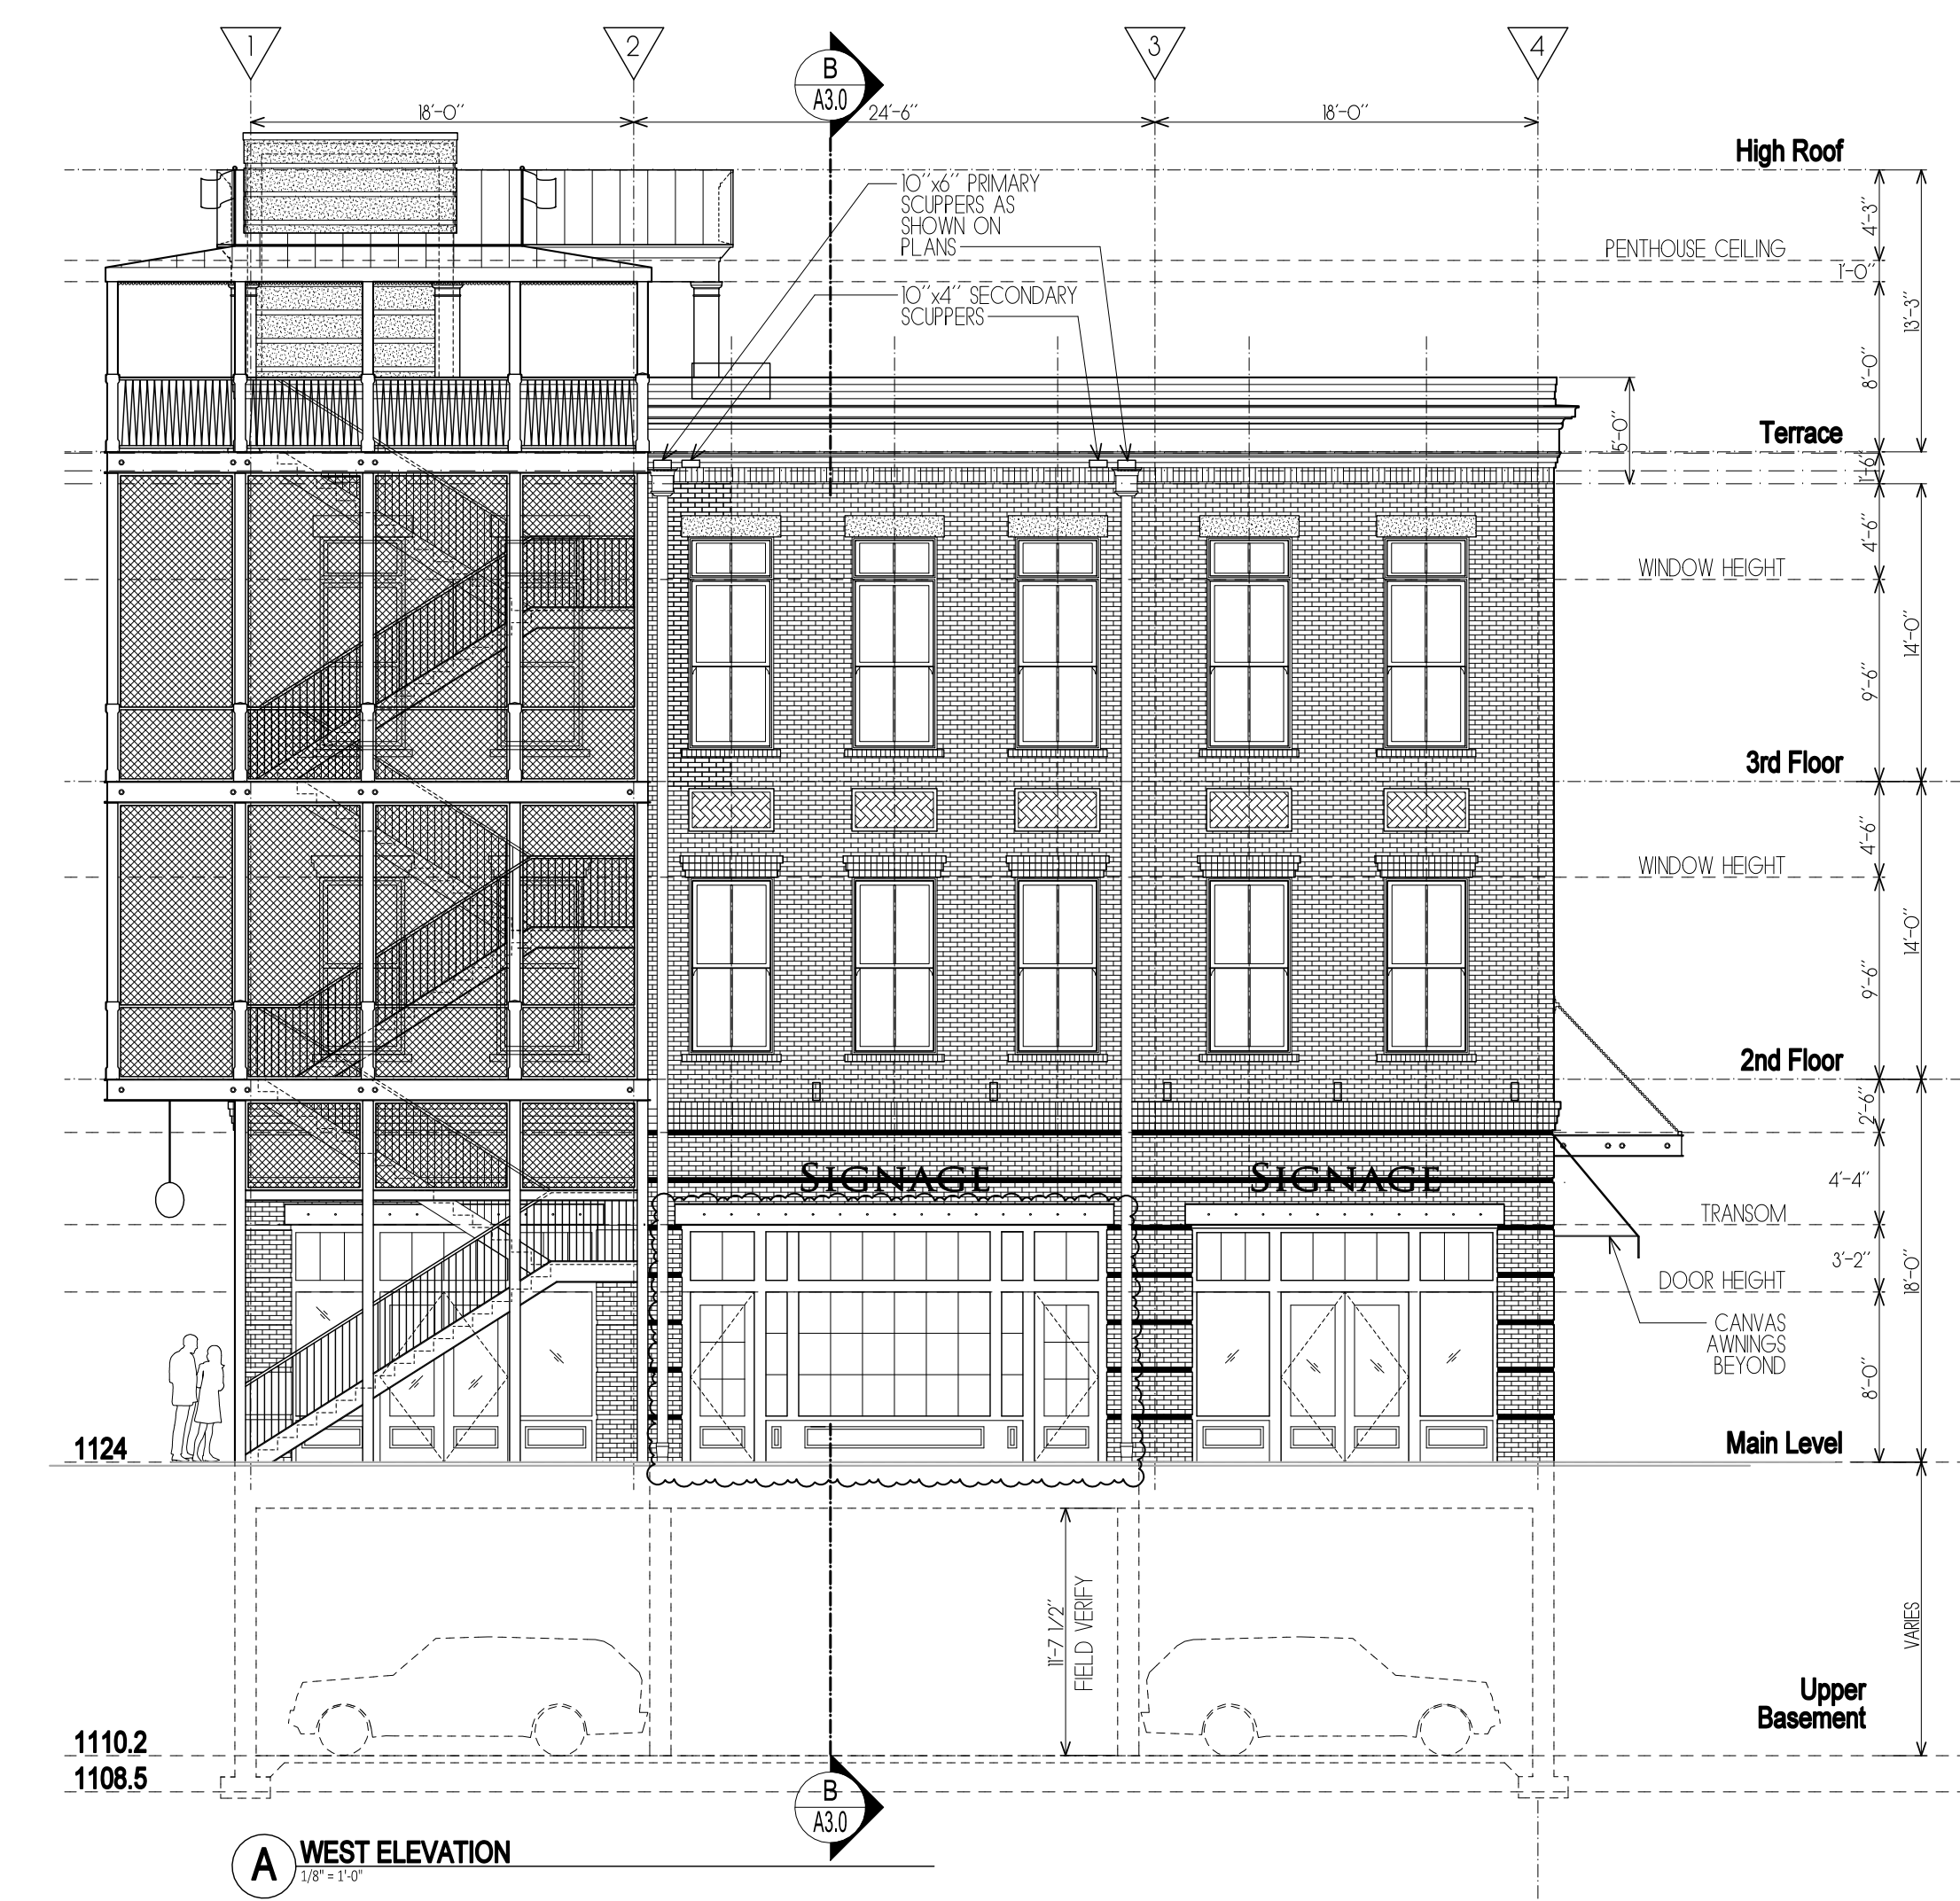 1
2
3
4
B
A3.0
18'-0"
24'-6"
18'-0"
High Roof
10"x6" PRIMARY
SCUPPERS AS
SHOWN ON
PLANS
4'-3"
PENTHOUSE CEILING
1'-0"
10"x4" SECONDARY
SCUPPERS
13'-3"
8'-0"
5'-0"
Terrace
1'-6"
4'-6"
WINDOW HEIGHT
14'-0"
9'-6"
3rd Floor
4'-6"
WINDOW HEIGHT
14'-0"
9'-6"
2nd Floor
2'-6"
SIGNAGE
SIGNAGE
4'-4"
TRANSOM
3'-2"
DOOR HEIGHT
18'-0"
CANVAS
AWNINGS
BEYOND
8'-0"
1124
Main Level
11'-7 1/2"
FIELD VERIFY
VARIES
Upper
Basement
1110.2
1108.5
B
A3.0
A
WEST ELEVATION
1/8" = 1'-0"